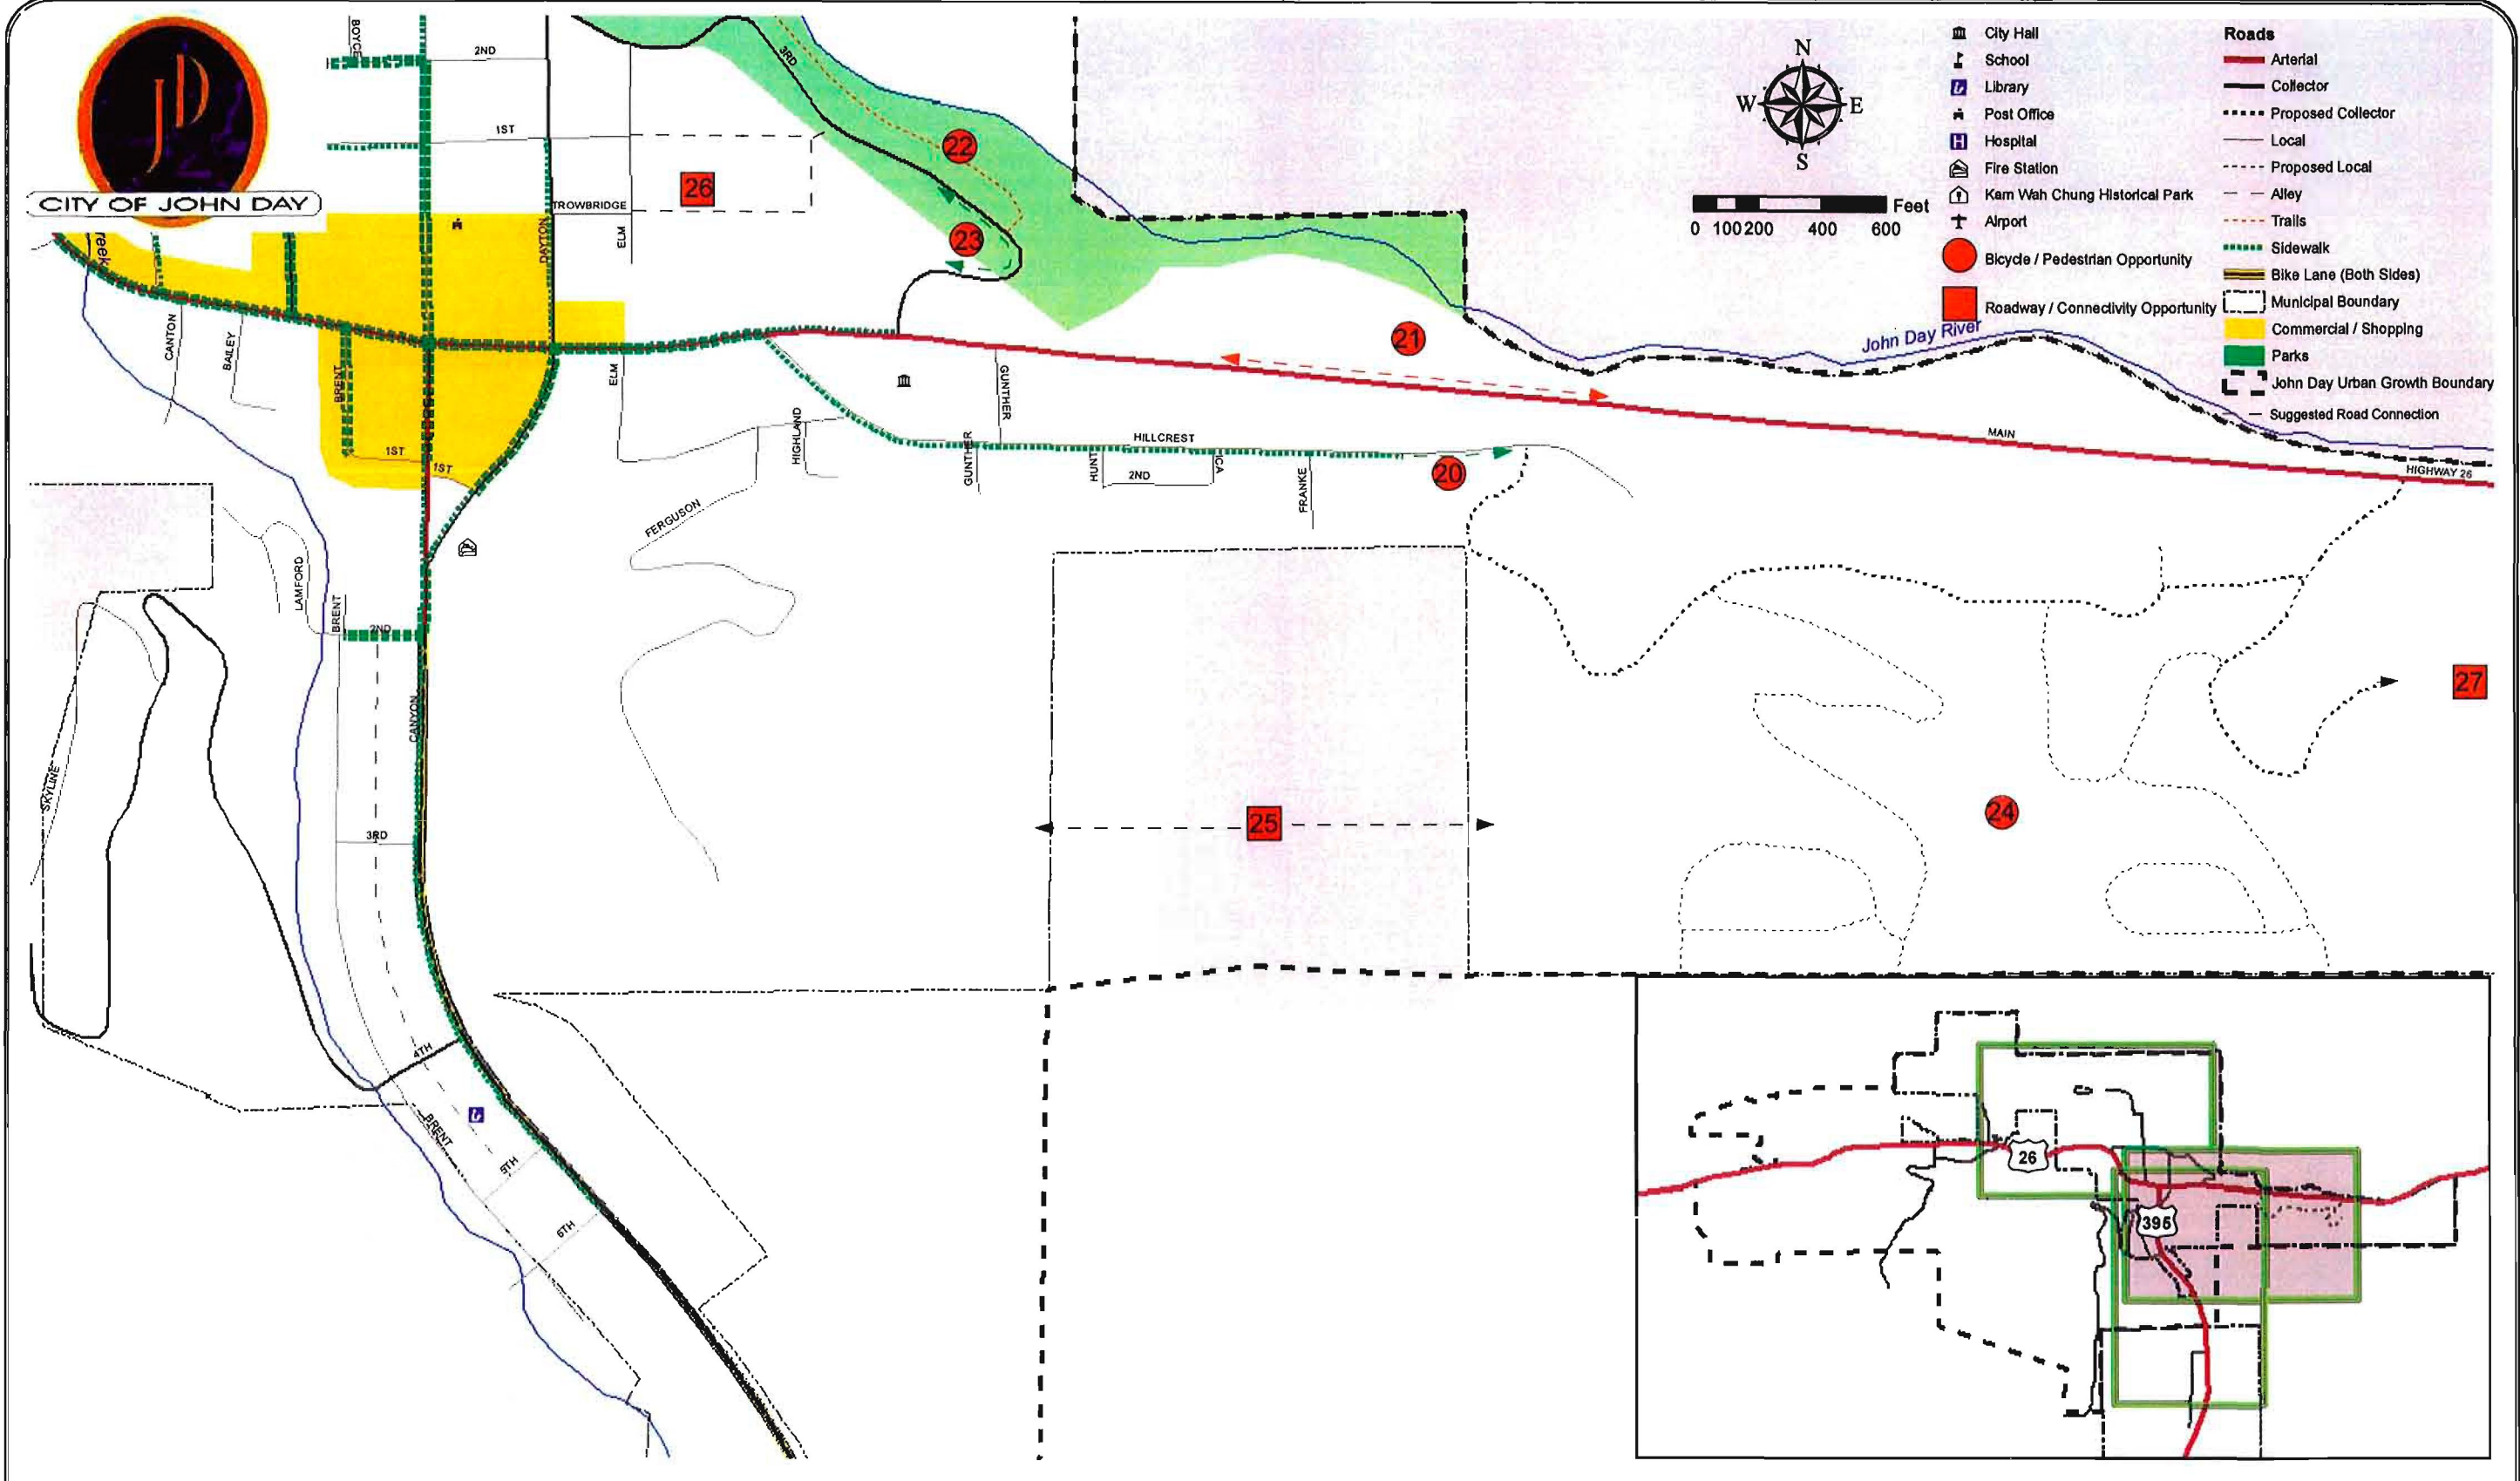 JD
CITY OF JOHN DAY
BOYCE
2ND
1ST
TROWBRIDGE
DAYTON
ELM
3RD
22
23
26
reek
CANTON
BAILEY
BRENT
1ST
1ST
ELM
HIGHLAND
GUNTHER
GUNTHER
HILLCREST
HUNT
2ND
ICA
FRANKE
20
21
FERGUSON
John Day River
MAIN
HIGHWAY 26
LAMFORD
BRENT
2ND
CANYON
SKYLINE
3RD
25
27
24
4TH
BRENT
5TH
6TH
N
W E
S
Feet
0 100 200 400 600
City Hall
School
Library
Post Office
H Hospital
Fire Station
Kam Wah Chung Historical Park
Airport
Bicycle / Pedestrian Opportunity
Roadway / Connectivity Opportunity
Roads
Arterial
Collector
Proposed Collector
Local
Proposed Local
Alley
Trails
Sidewalk
Bike Lane (Both Sides)
Municipal Boundary
Commercial / Shopping
Parks
John Day Urban Growth Boundary
Suggested Road Connection
26
395